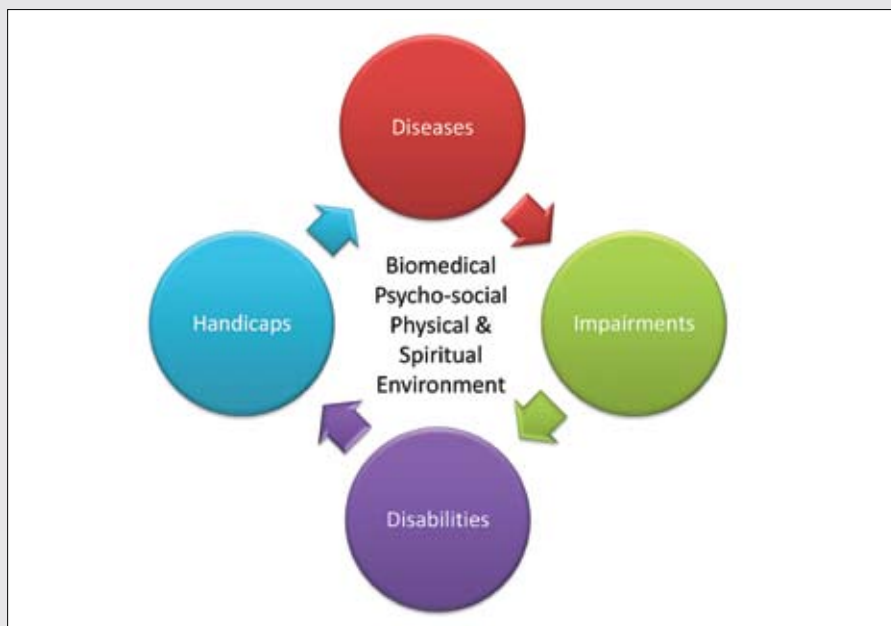 Diseases
Handicaps
Biomedical
Psycho-social
Physical &
Spiritual
Environment
Impairments
Disabilities